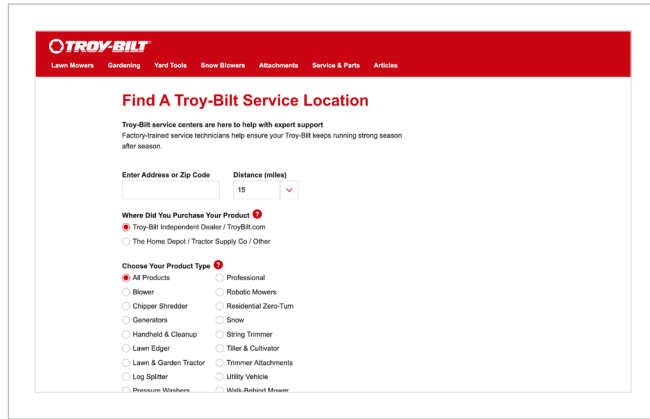 TROY-BILT
Lawn Mowers Gardening Yard Tools Snow Blowers Attachments Service & Parts Articles
Find A Troy-Bilt Service Location
Troy-Bilt service centers are here to help with expert support
Factory-trained service technicians help ensure your Troy-Bilt keeps running strong season
after season.
Enter Address or Zip Code Distance (miles)
15
Where Did You Purchase Your Product ?
Troy-Bilt Independent Dealer / TroyBilt.com
The Home Depot / Tractor Supply Co / Other
Choose Your Product Type ?
All Products Professional
Blower Robotic Mowers
Chipper Shredder Residential Zero-Turn
Generators Snow
Handheld & Cleanup String Trimmer
Lawn Edger Tiller & Cultivator
Lawn & Garden Tractor Trimmer Attachments
Log Splitter Utility Vehicle
Pressure Washers Walk-Behind Mower